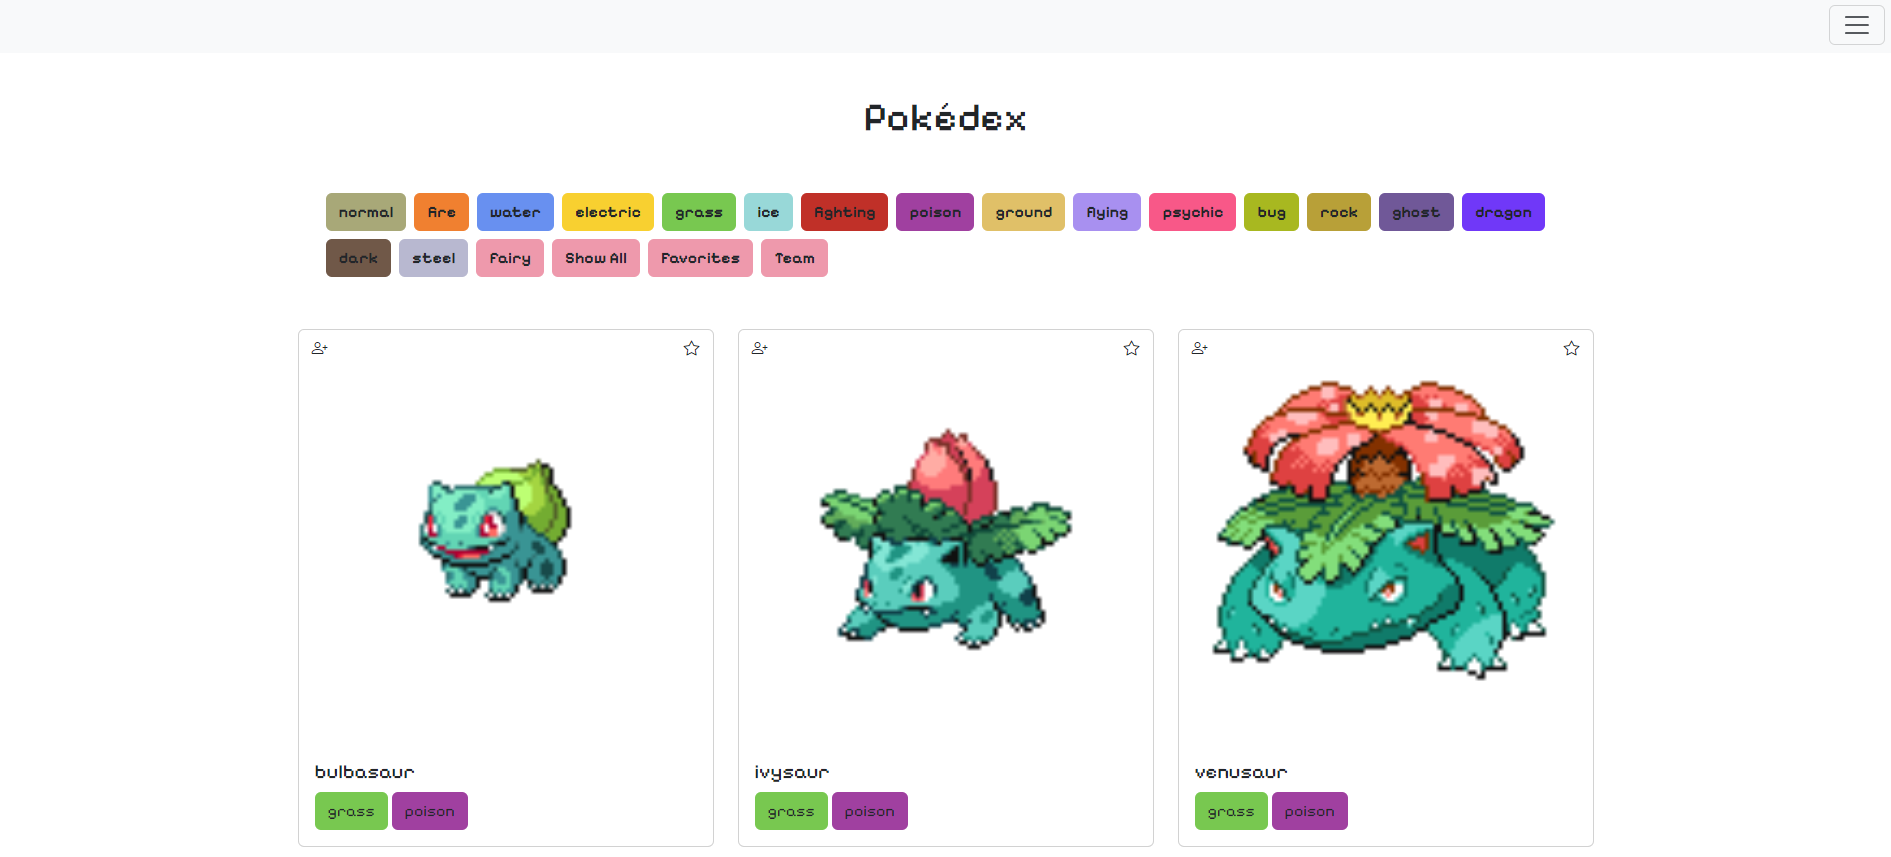 Pokédex
normal fire water electric grass ice fighting poison ground flying psychic bug rock ghost dragon
dark steel fairy Show All Favorites Team
bulbasaur
grass poison
ivysaur
grass poison
venusaur
grass poison